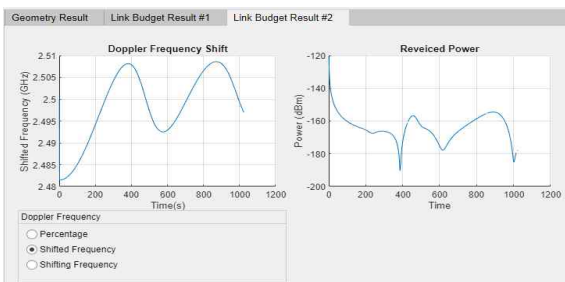 Geometry Result Link Budget Result #1 Link Budget Result #2
Doppler Frequency Shift
Shifted Frequency (GHz)
2.51
2.505
2.5
2.495
2.49
2.485
2.48
0 200 400 600 800 1000 1200
Time(s)
Reveiced Power
Power (dBm)
-120
-140
-160
-180
-200
0 200 400 600 800 1000 1200
Time
Doppler Frequency
Percentage
Shifted Frequency
Shifting Frequency